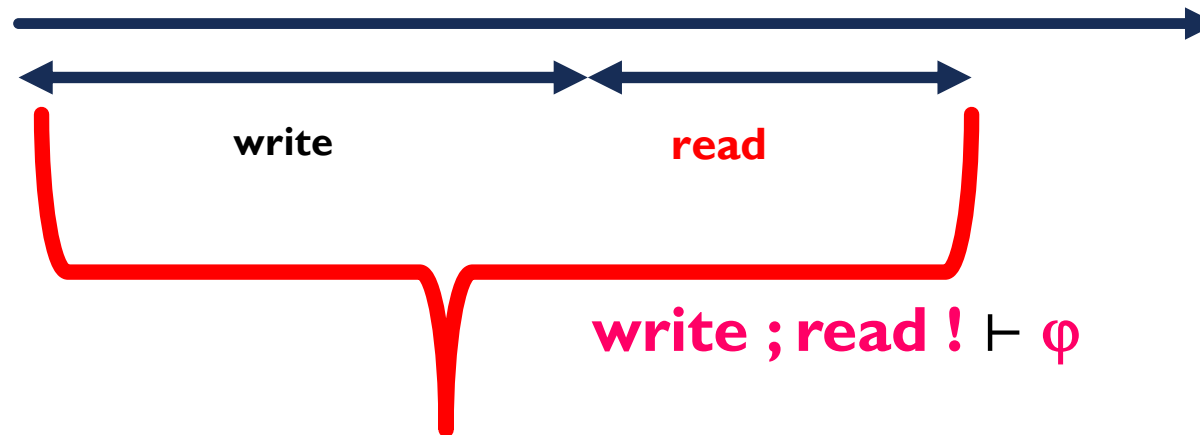 write read
write ; read ! ⊢ φ